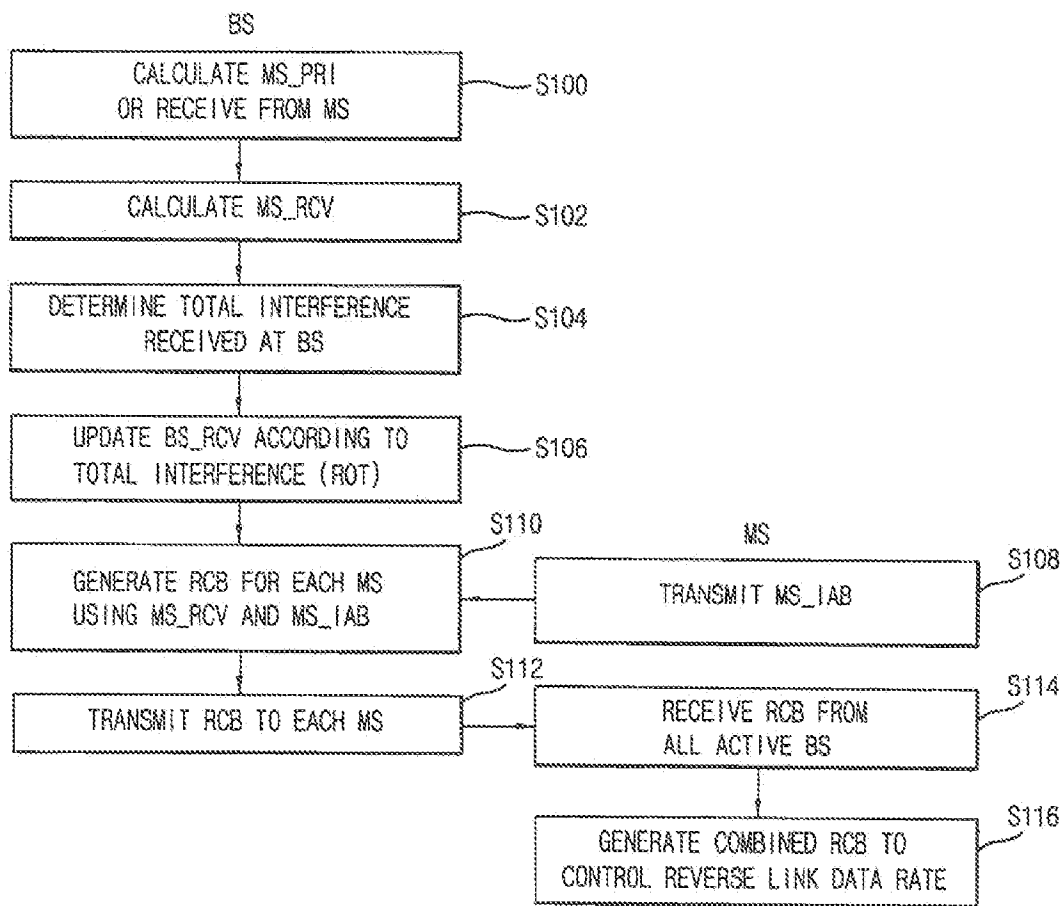 BS
CALCULATE MS_PRI
OR RECEIVE FROM MS
S100
CALCULATE MS_RCV
S102
DETERMINE TOTAL INTERFERENCE
RECEIVED AT BS
S104
UPDATE BS_RCV ACCORDING TO
TOTAL INTERFERENCE (ROT)
S106
S110
GENERATE RCB FOR EACH MS
USING MS_RCV AND MS_IAB
MS
S108
TRANSMIT MS_IAB
S112
TRANSMIT RCB TO EACH MS
S114
RECEIVE RCB FROM
ALL ACTIVE BS
S116
GENERATE COMBINED RCB TO
CONTROL REVERSE LINK DATA RATE